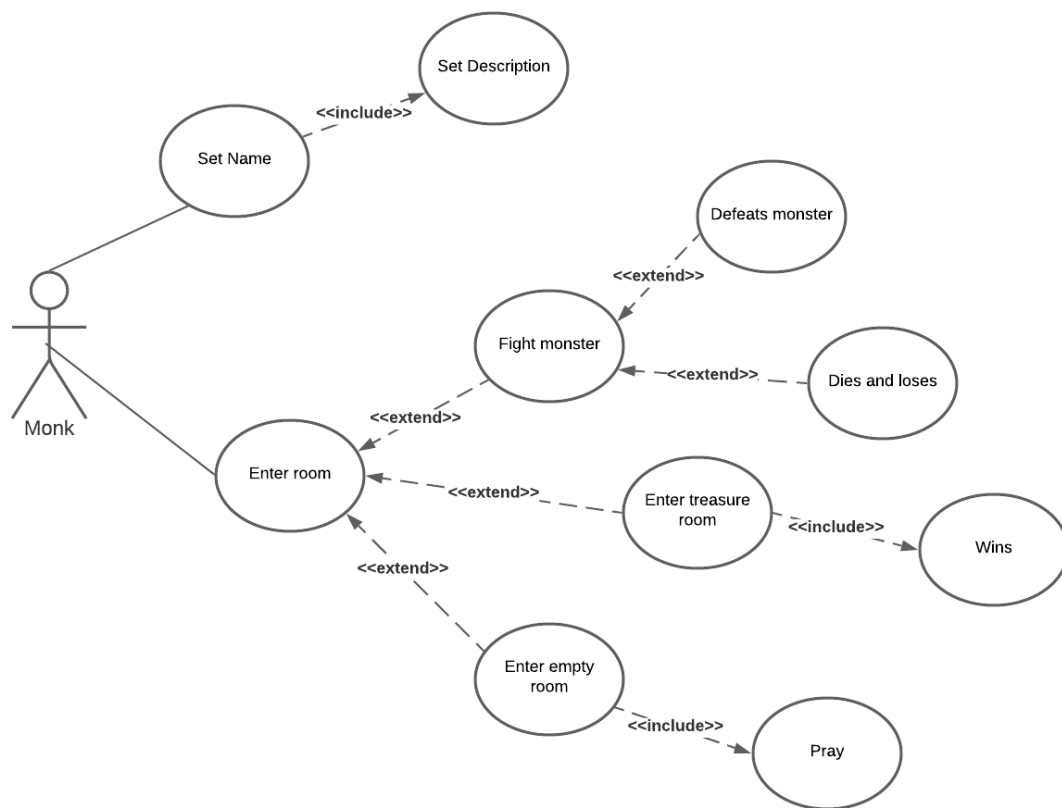 Set Description
<<include>>
Set Name
Defeats monster
<<extend>>
Fight monster
<<extend>>
Dies and loses
<<extend>>
Monk
Enter room
<<extend>>
Enter treasure
room
<<include>>
Wins
<<extend>>
Enter empty
room
<<include>>
Pray